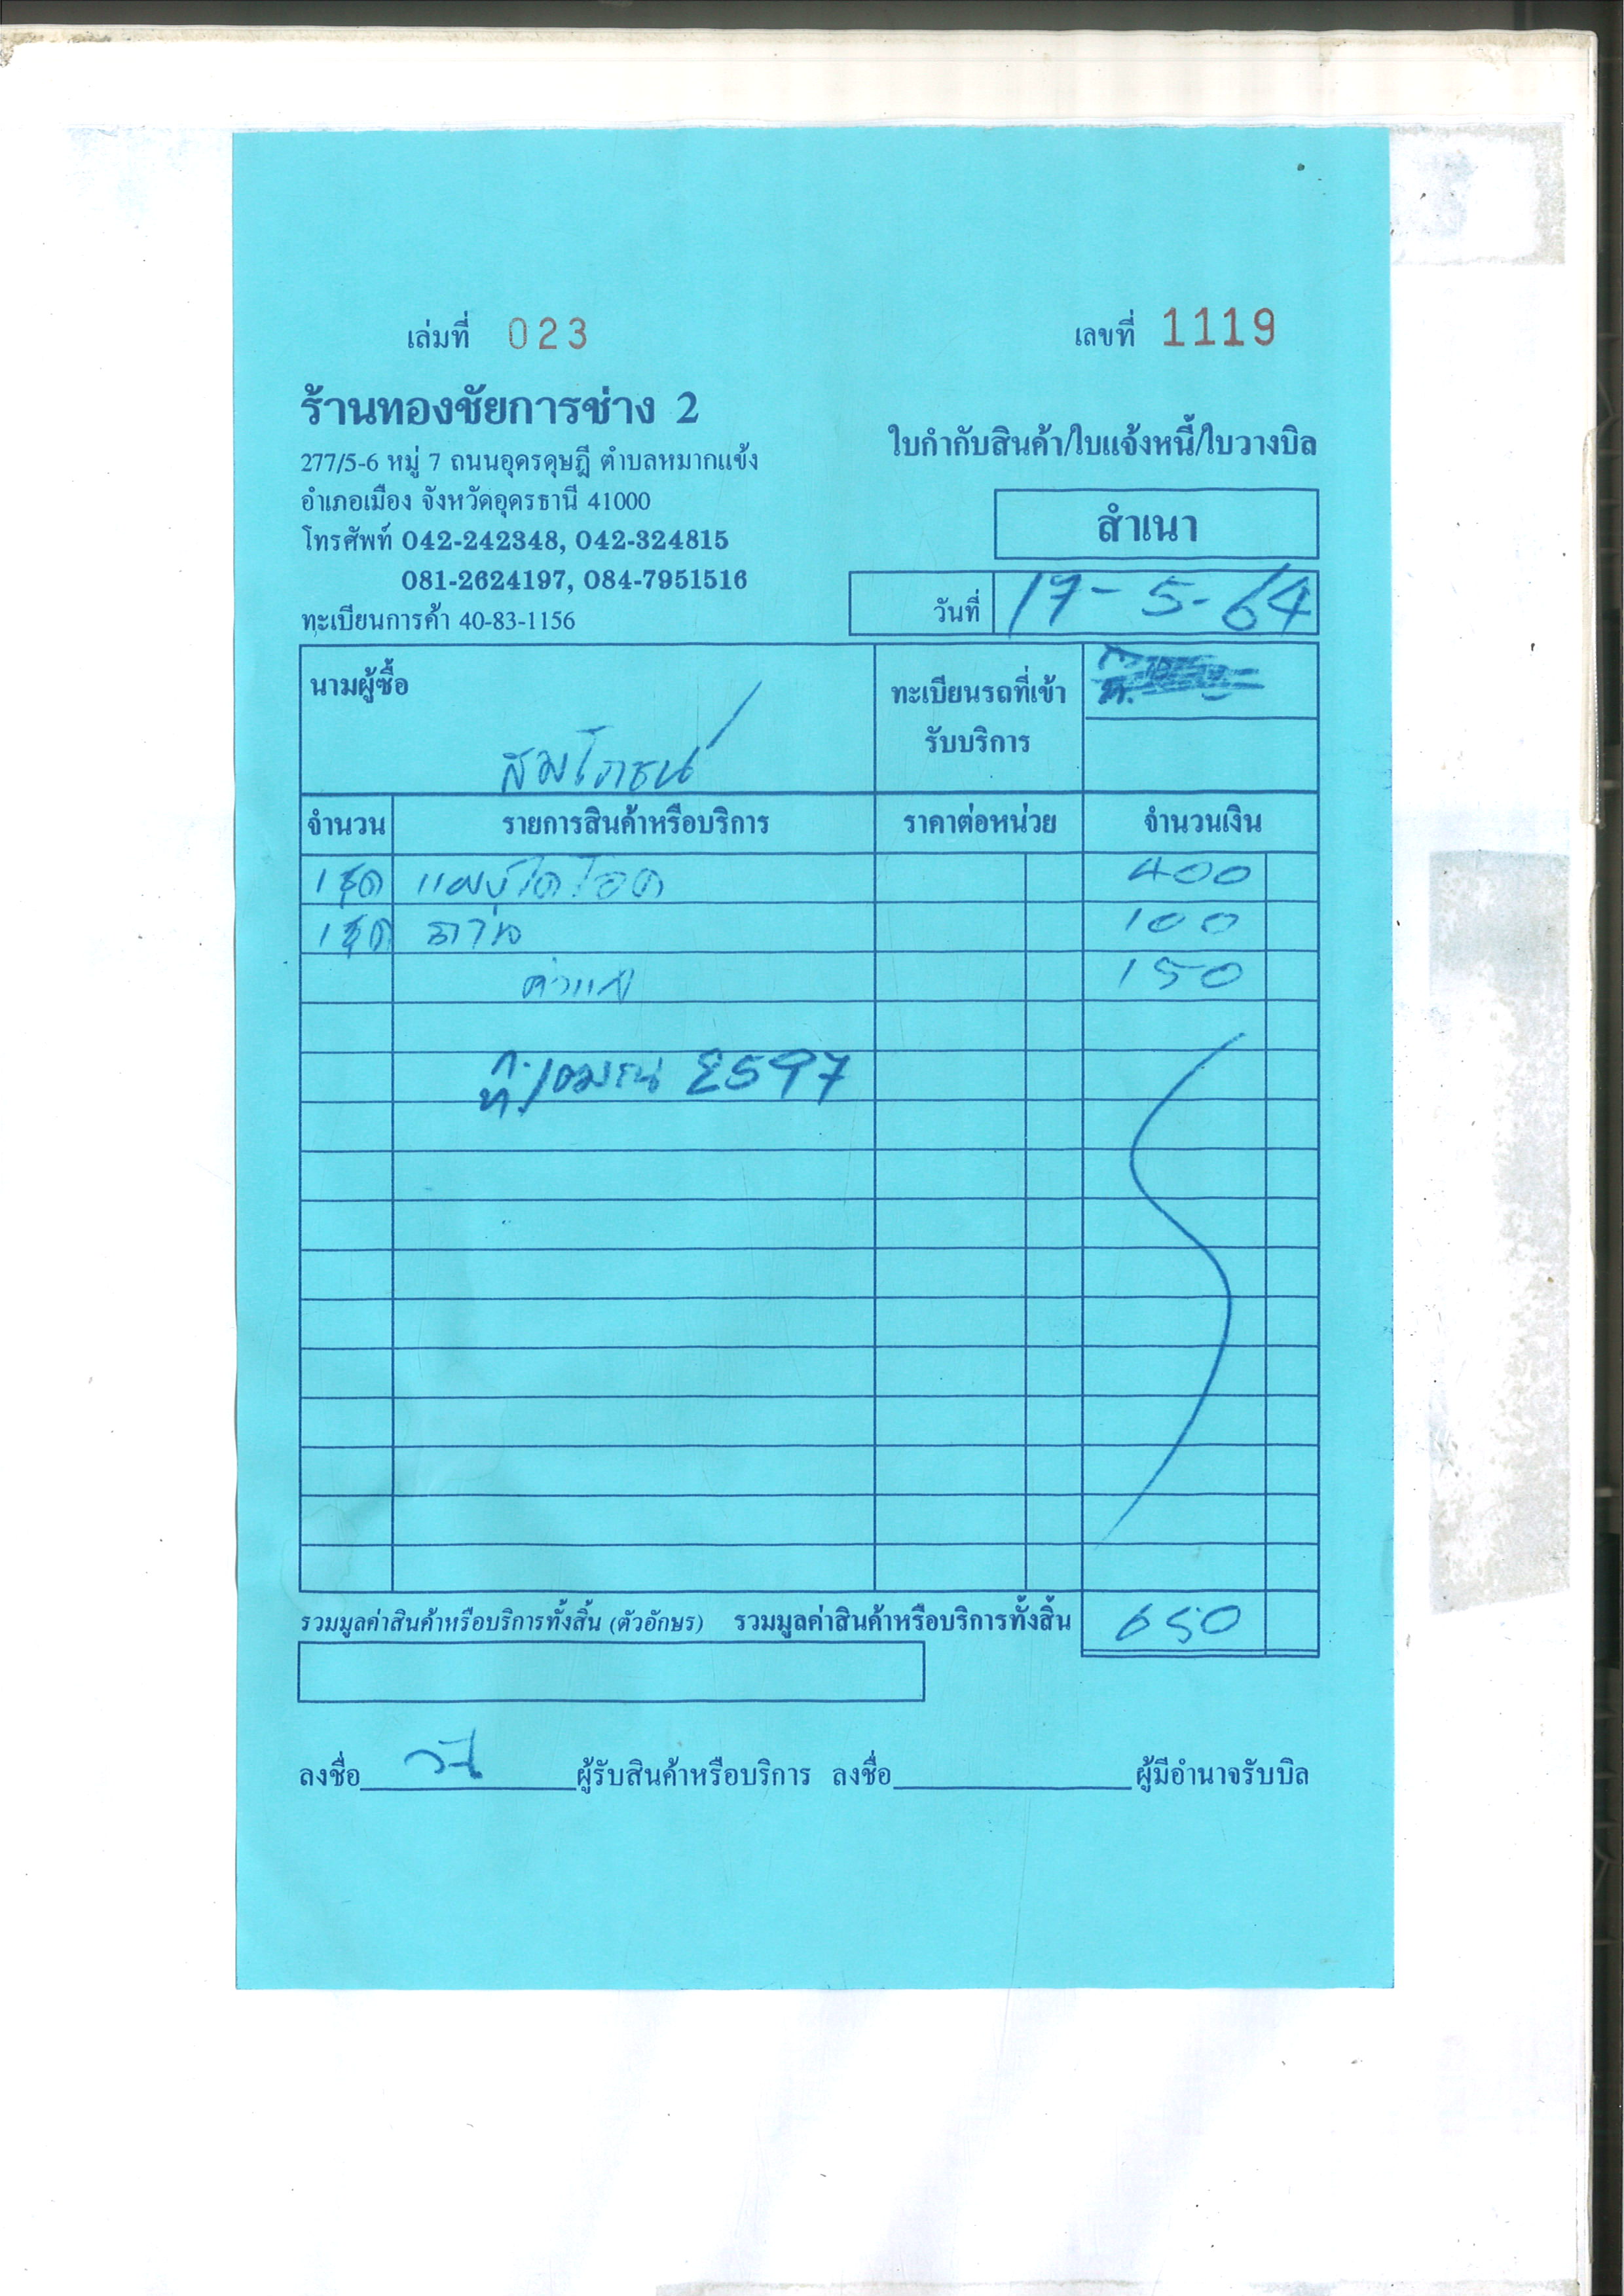 เล่มที่ 023
เลขที่ 1119
ร้านทองชัยการช่าง 2
277/5-6 หมู่ 7 ถนนอุดรดุษฎี ตำบลหมากแข้ง
อำเภอเมือง จังหวัดอุดรธานี 41000
โทรศัพท์ 042-242348, 042-324815
081-2624197, 084-7951516
ทะเบียนการค้า 40-83-1156
ใบกำกับสินค้า/ใบแจ้งหนี้/ใบวางบิล
สำเนา
วันที่ 17-5-64
นามผู้ซื้อ
สมโภชน์
ทะเบียนรถที่เข้า
รับบริการ
จำนวน รายการสินค้าหรือบริการ ราคาต่อหน่วย จำนวนเงิน
1 ชุด แผงไดโอด 400
1 ชุด ถ่าน 100
ค่าแรง 150
2597
รวมมูลค่าสินค้าหรือบริการทั้งสิ้น (ตัวอักษร) รวมมูลค่าสินค้าหรือบริการทั้งสิ้น 650
ลงชื่อ ผู้รับสินค้าหรือบริการ ลงชื่อ ผู้มีอำนาจรับบิล